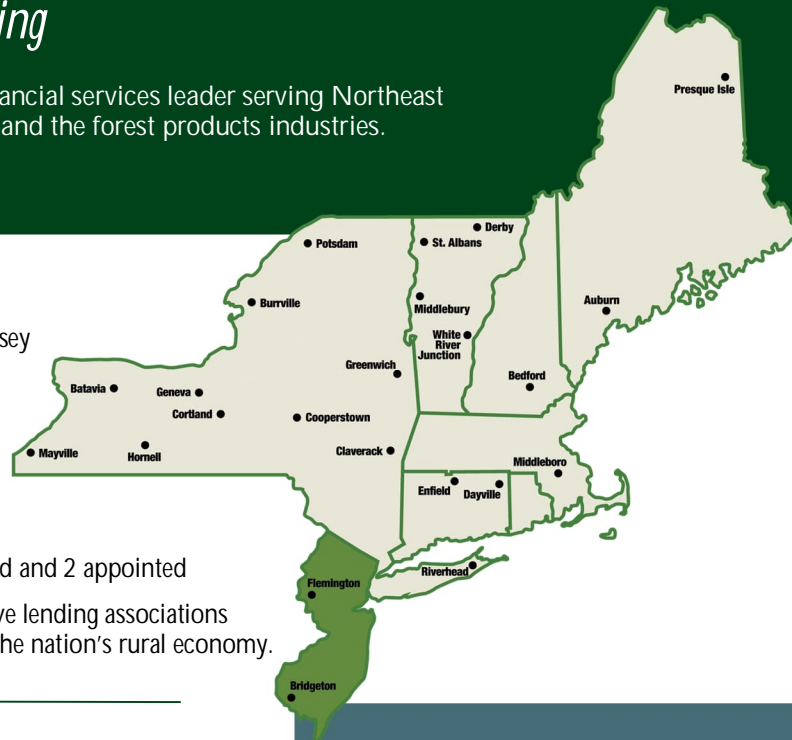 ing
ancial services leader serving Northeast
and the forest products industries.
Presque Isle
Derby
Potsdam
St. Albans
Burrville
Middlebury
Auburn
sey
White
River
Junction
Greenwich
Bedford
Batavia
Geneva
Cortland
Cooperstown
Mayville
Hornell
Claverack
Middleboro
Enfield
Dayville
d and 2 appointed
Riverhead
Flemington
ve lending associations
the nation's rural economy.
Bridgeton